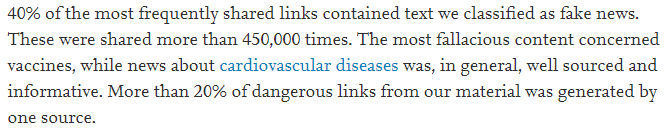 40% of the most frequently shared links contained text we classified as fake news.
These were shared more than 450,000 times. The most fallacious content concerned
vaccines, while news about cardiovascular diseases was, in general, well sourced and
informative. More than 20% of dangerous links from our material was generated by
one source.